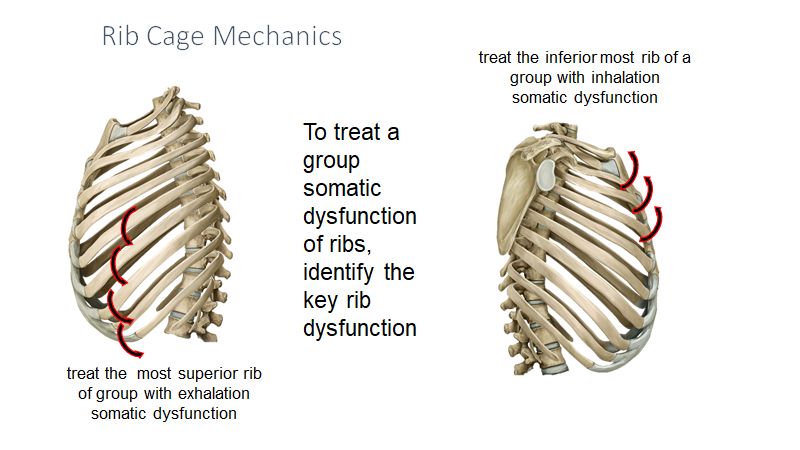 Rib Cage Mechanics
treat the inferior most rib of a
group with inhalation
somatic dysfunction
To treat a
group
somatic
dysfunction
of ribs,
identify the
key rib
dysfunction
treat the most superior rib
of group with exhalation
somatic dysfunction